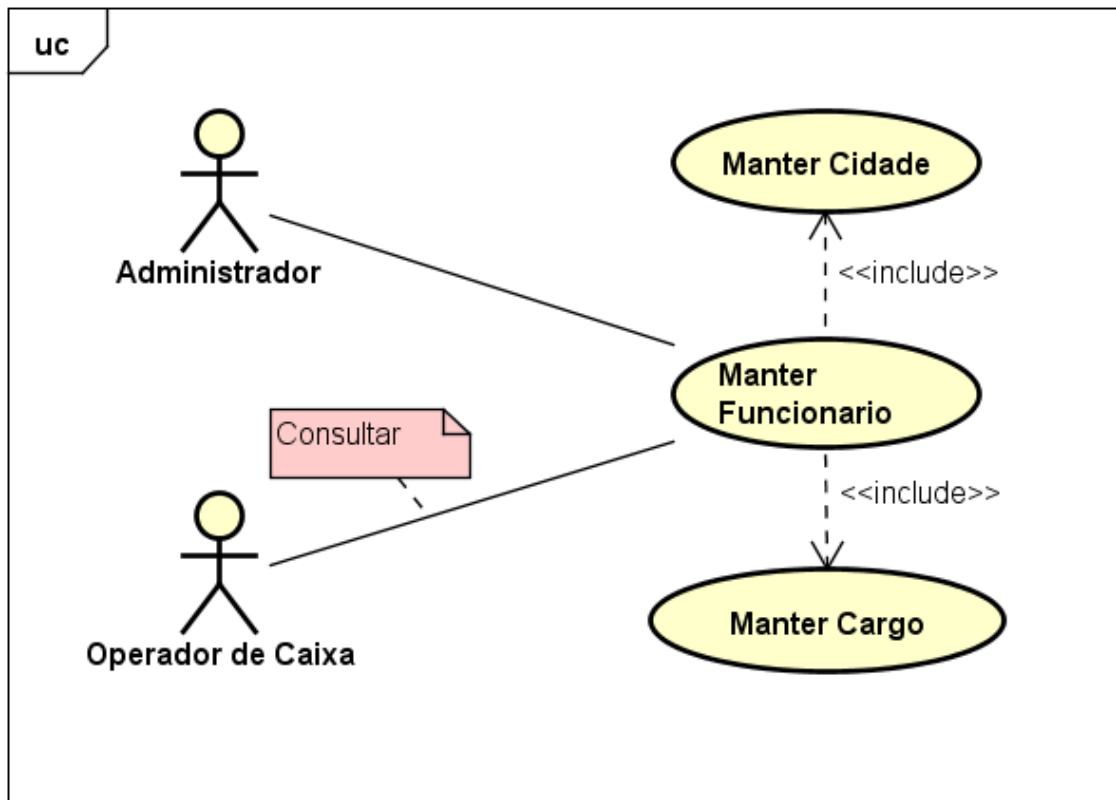 uc
Administrador
Manter Cidade
<<include>>
Manter
Funcionario
Consultar
<<include>>
Operador de Caixa
Manter Cargo